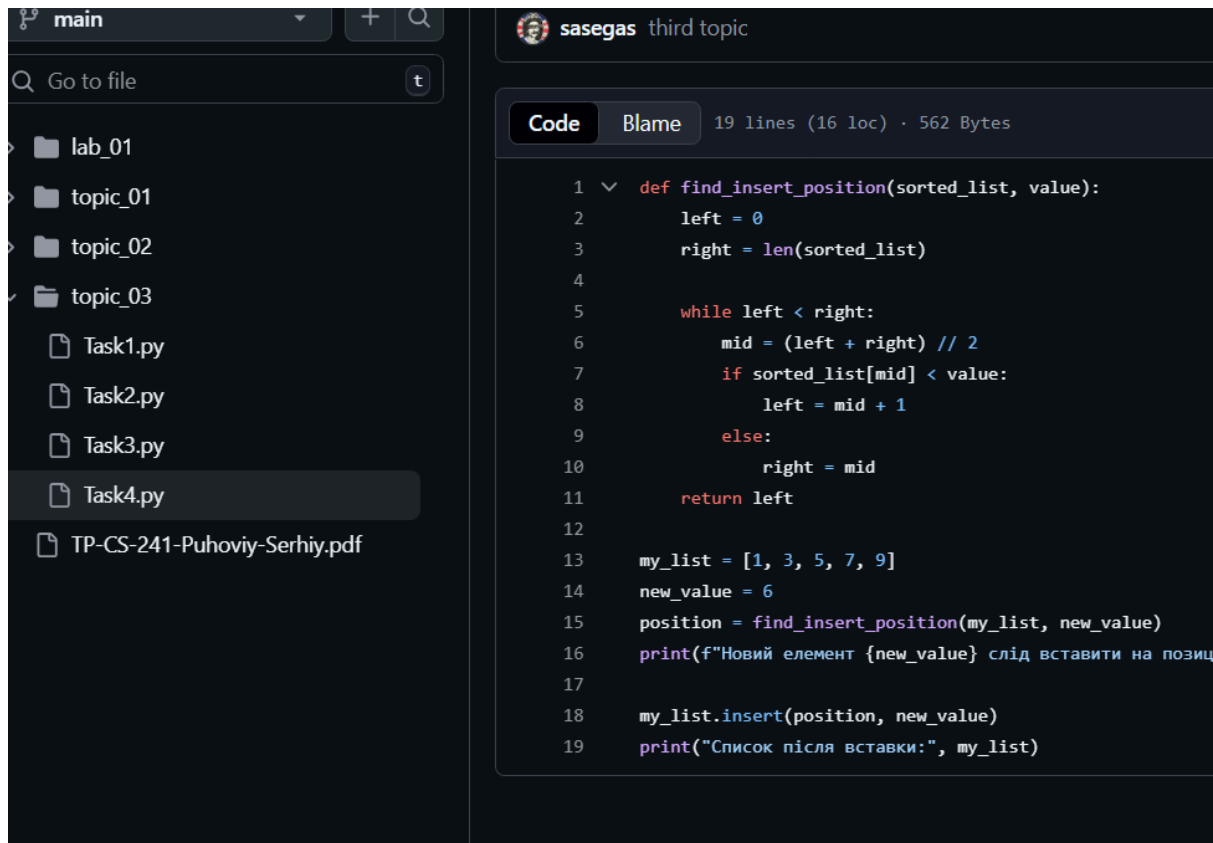 main
Go to file
t
lab_01
topic_01
topic_02
topic_03
Task1.py
Task2.py
Task3.py
Task4.py
TP-CS-241-Puhoviy-Serhiy.pdf
sasegas third topic
Code Blame 19 lines (16 loc) · 562 Bytes
1 def find_insert_position(sorted_list, value):
2 left = 0
3 right = len(sorted_list)
4
5 while left < right:
6 mid = (left + right) // 2
7 if sorted_list[mid] < value:
8 left = mid + 1
9 else:
10 right = mid
11 return left
12
13 my_list = [1, 3, 5, 7, 9]
14 new_value = 6
15 position = find_insert_position(my_list, new_value)
16 print(f"Новий елемент {new_value} слід вставити на позиц
17
18 my_list.insert(position, new_value)
19 print("Список після вставки:", my_list)